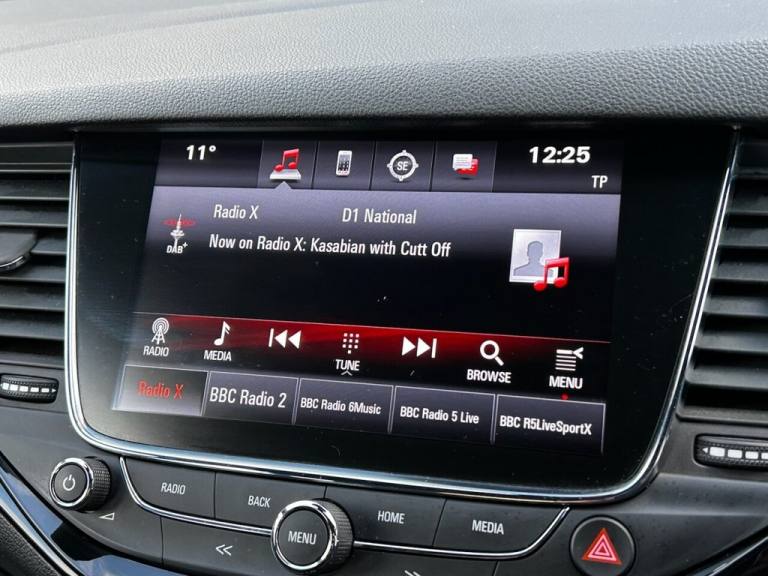 11°
SE
12:25
TP
Radio X
D1 National
DAB+
Now on Radio X: Kasabian with Cutt Off
RADIO
MEDIA
TUNE
BROWSE
MENU
Radio X
BBC Radio 2
BBC Radio 6Music
BBC Radio 5 Live
BBC R5LiveSportX
RADIO
BACK
MENU
HOME
MEDIA